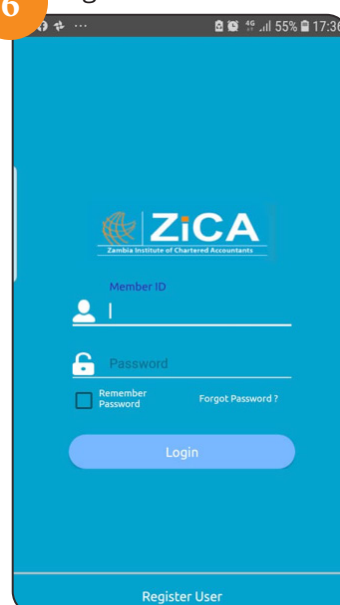 6
55% 17:36
ZiCA
Zambia Institute of Chartered Accountants
Member ID
Password
Remember Password
Forgot Password ?
Login
Register User